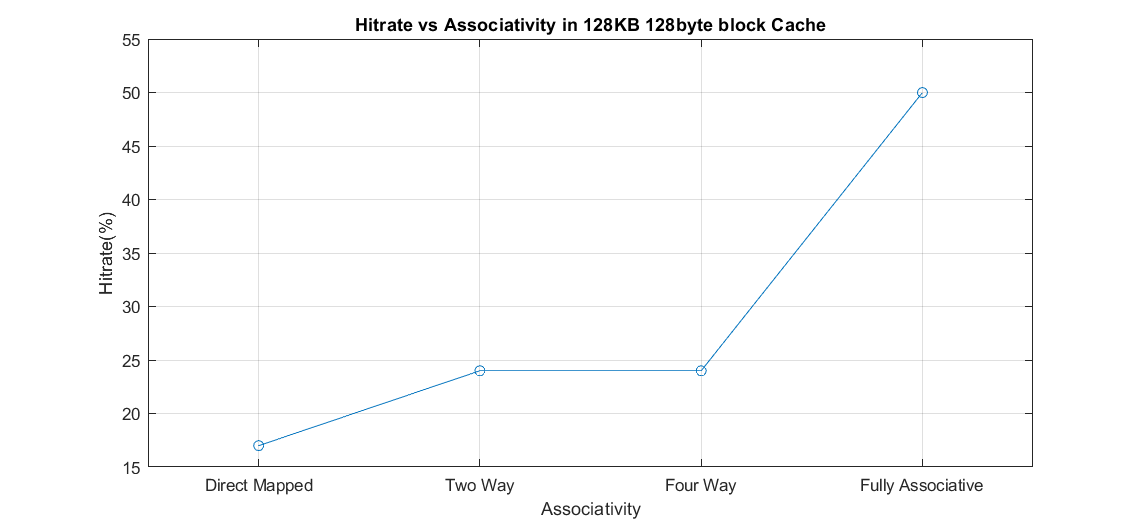 Hitrate vs Associativity in 128KB 128byte block Cache
55
50
45
40
35
30
25
20
15
Hitrate(%)
Direct Mapped Two Way Four Way Fully Associative
Associativity